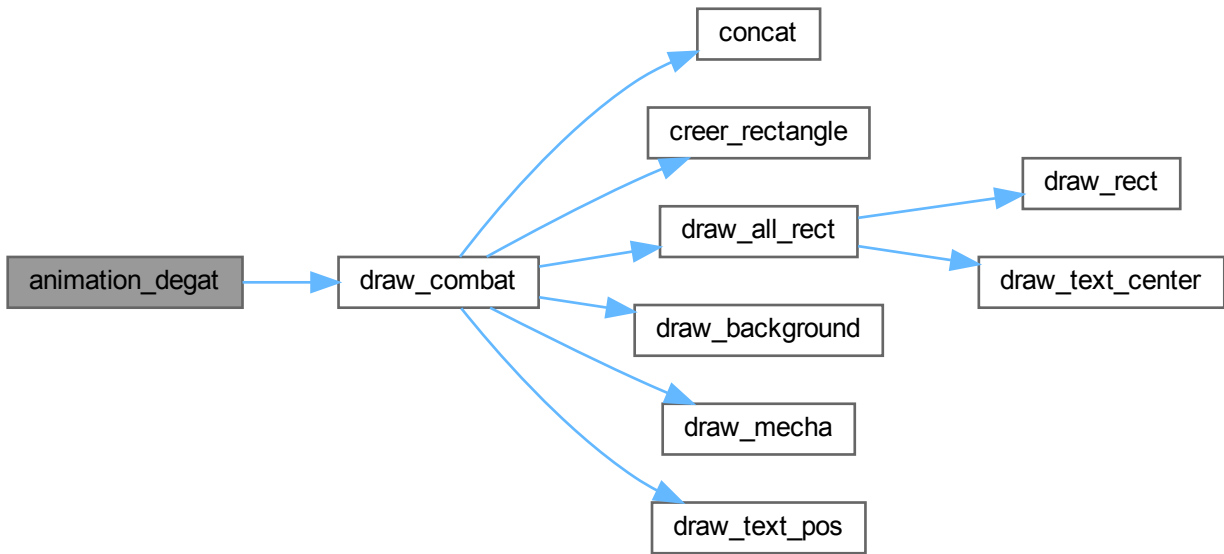 concat
creer_rectangle
draw_rect
draw_all_rect
animation_degat
draw_combat
draw_text_center
draw_background
draw_mecha
draw_text_pos